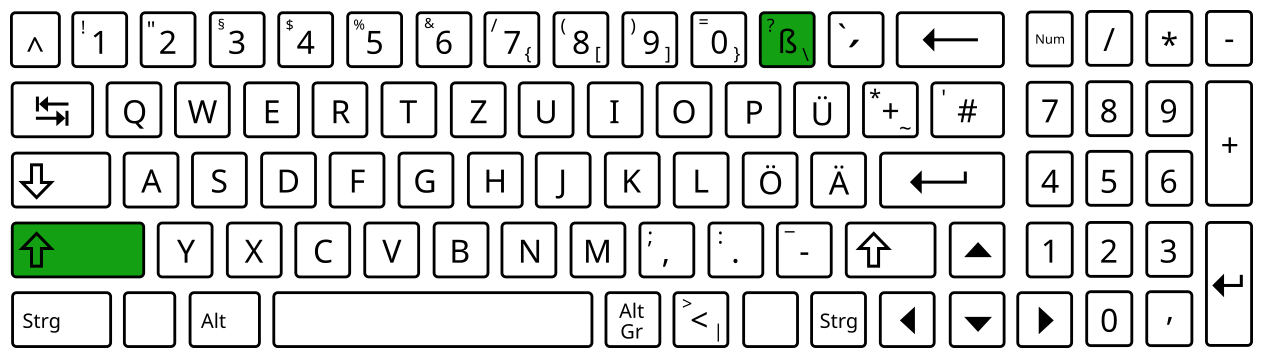 ^ ! 1 " 2 § 3 $ 4 % 5 & 6 / 7 { ( 8 [ ) 9 ] = 0 } ? ß \ ` ´ Num / * -
Q W E R T Z U I O P Ü * + ~ ' # 7 8 9 +
A S D F G H J K L Ö Ä 4 5 6
Y X C V B N M ; , : . _ - 1 2 3
Strg Alt Alt Gr > < | Strg 0 ,